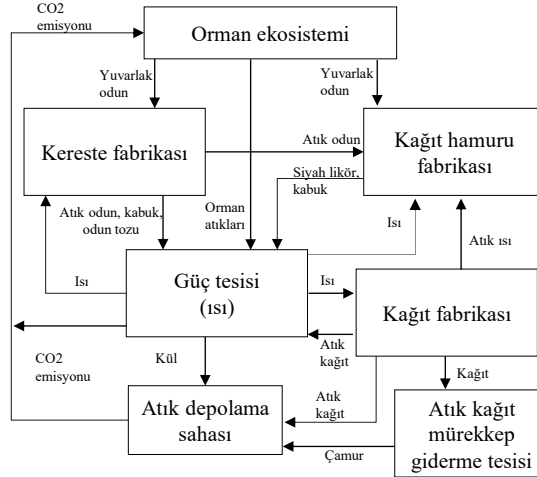 CO2
emisyonu
Orman ekosistemi
Yuvarlak
odun
Yuvarlak
odun
Kereste fabrikası
Atık odun
Kağıt hamuru
fabrikası
Siyah likör,
kabuk
Atık odun, kabuk,
odun tozu
Orman
atıkları
Isı
Atık ısı
Isı
Güç tesisi
(ısı)
Isı
Kağıt fabrikası
CO2
emisyonu
Kül
Atık
kağıt
Atık
kağıt
Kağıt
Atık depolama
sahası
Çamur
Atık kağıt
mürekkep
giderme tesisi